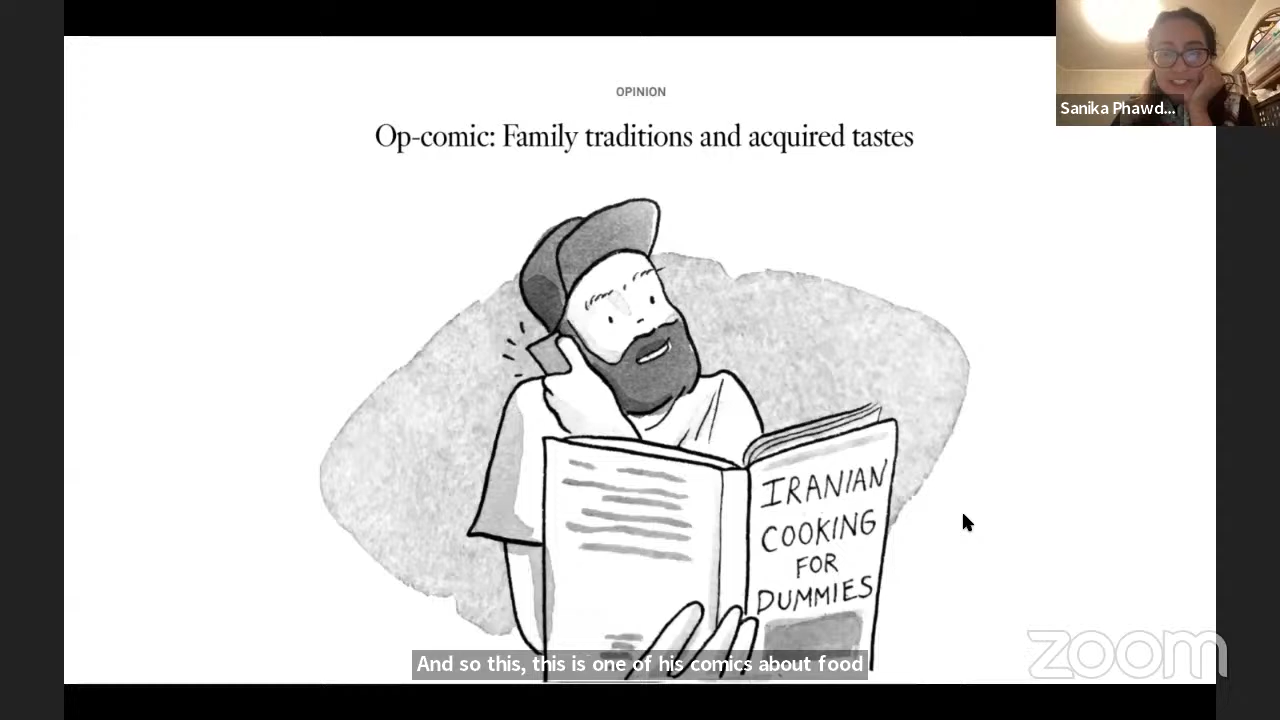 OPINION
Op-comic: Family traditions and acquired tastes
Sanika Phawd...
IRANIAN
COOKING
FOR
DUMMIES
And so this, this is one of his comics about food
zoom